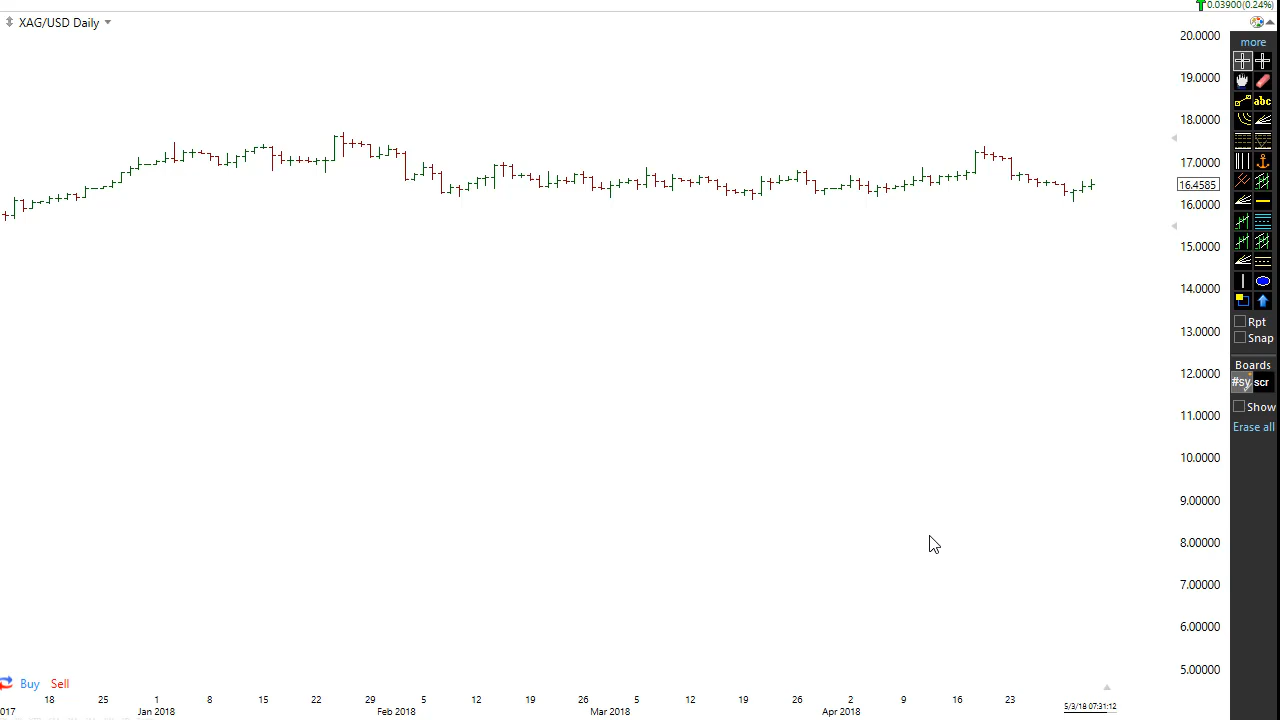 0.03900(0.24%)
XAG/USD Daily
20.0000
19.0000
18.0000
17.0000
16.4585
16.0000
15.0000
14.0000
13.0000
12.0000
11.0000
10.0000
9.00000
8.00000
7.00000
6.00000
5.00000
more
abc
Rpt
Snap
Boards
#sy scr
Show
Erase all
Buy Sell
18 25 1 8 15 22 29 5 12 19 26 5 12 19 26 2 9 16 23
017 Jan 2018 Feb 2018 Mar 2018 Apr 2018 5/3/18 07:31:12